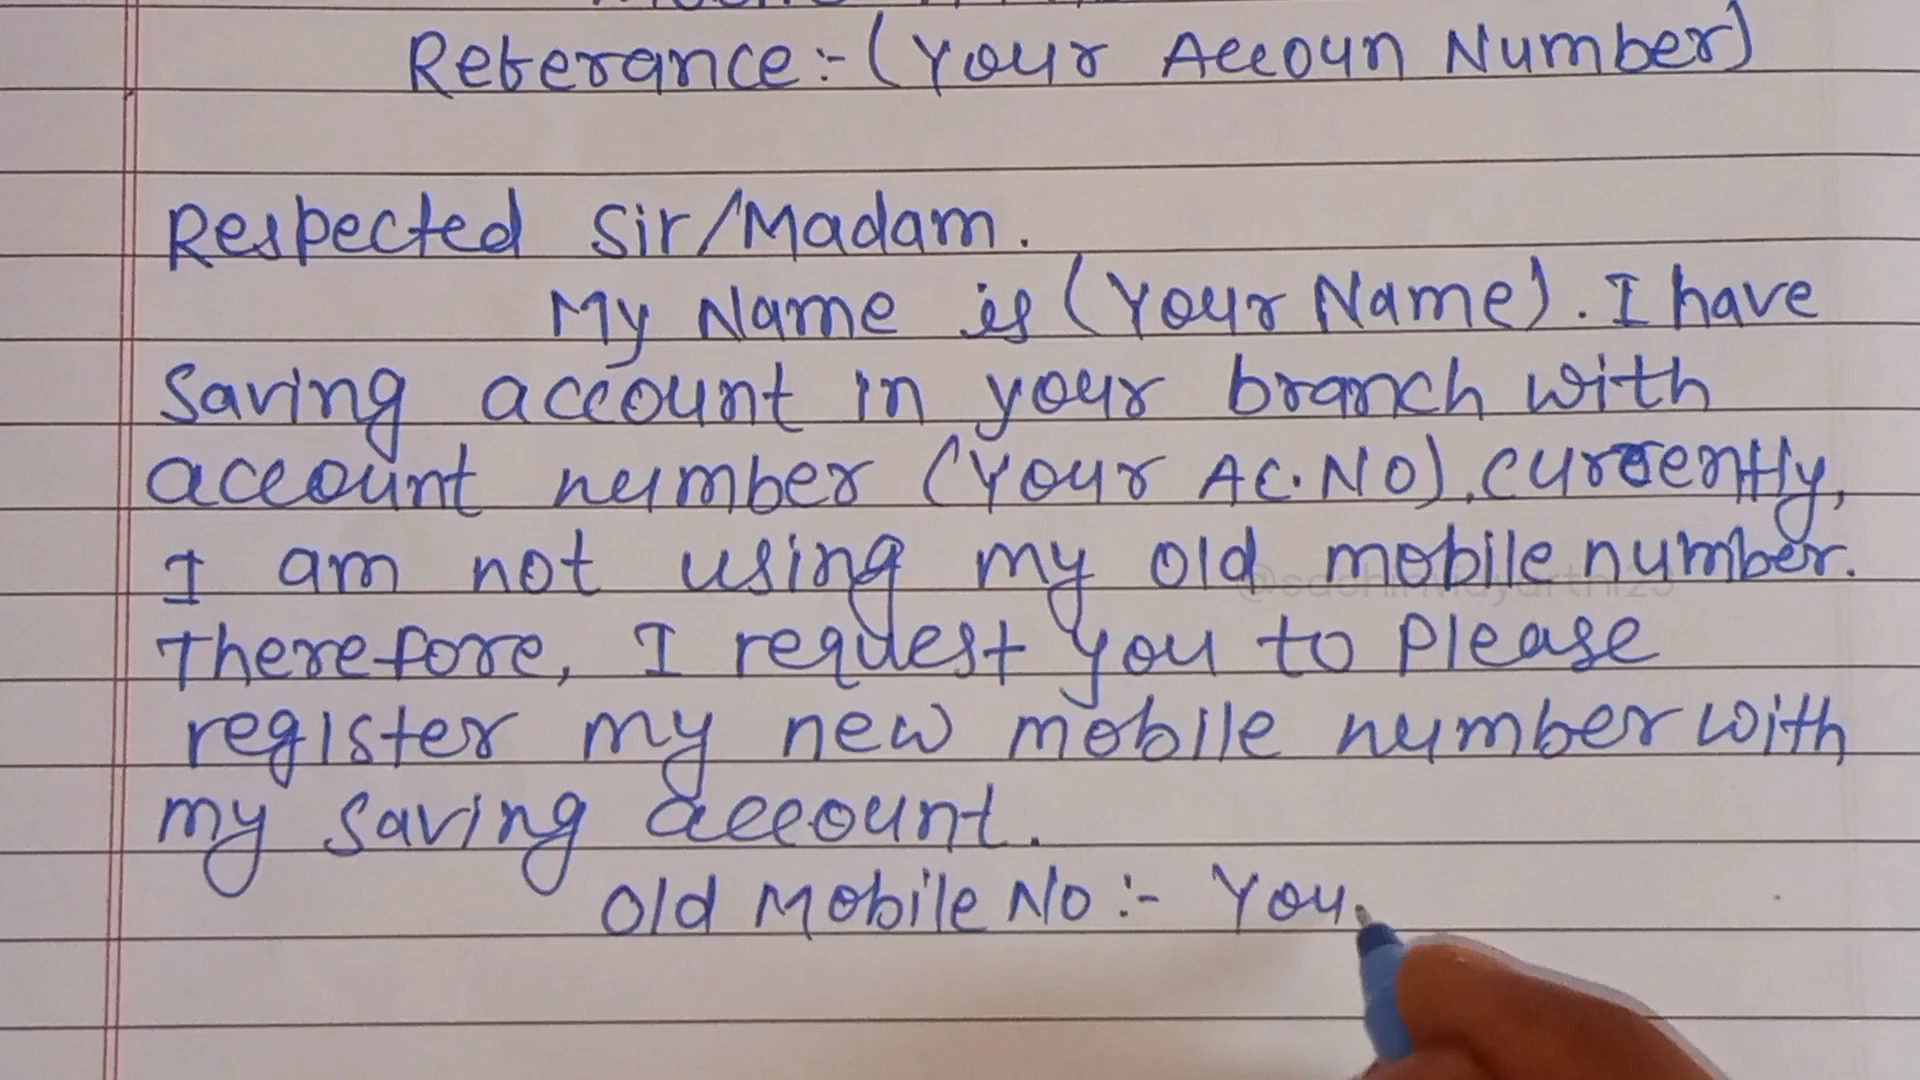 Referance:-(Your Accoun Number)
Respected Sir/Madam.
My Name is (Your Name). I have
Saving account in your branch with
account number (Your AC.NO). Currently,
I am not using my old mobile number.
Therefore, I request you to Please
register my new mobile number with
my saving account.
Old Mobile No :- You